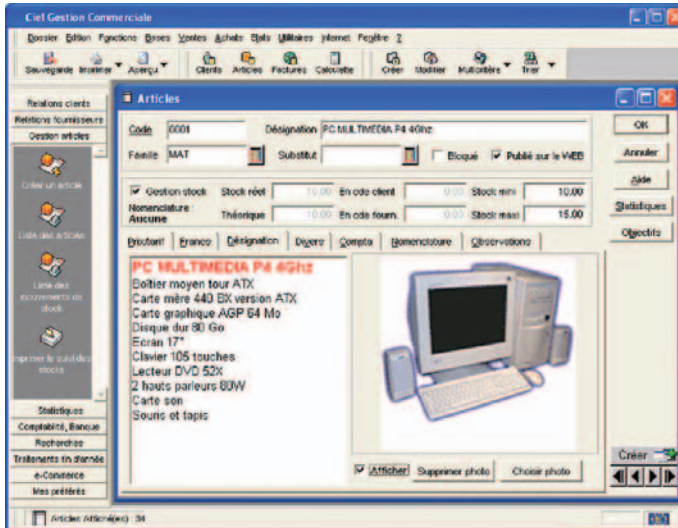 Ciel Gestion Commerciale
Dossier Edition Fonctions Bases Ventes Achats Etats Utilitaires Internet Fenêtre ?
Sauvegarde Imprimer Aperçu Clients Articles Factures Calculette Créer Modifier Multicritère Trier
Relations clients
Relations fournisseurs
Gestion articles
Créer un article
Liste des articles
Liste des mouvements de stock
Imprimer le suivi des stocks
Statistiques
Comptabilité, Banque
Recherches
Traitements fin d'année
e-Commerce
Mes préférés
Articles
Code 0001 Désignation PC MULTIMEDIA P4 4Ghz
Famille MAT Substitut Bloqué Publié sur le WEB
Gestion stock Stock réel 10.00 En cde client 0.00 Stock mini 10.00
Nomenclature :
Aucune Théorique 10.00 En cde fourn. 0.00 Stock maxi 15.00
Francs Désignation Divers Compta Nomenclature Observations
PC MULTIMEDIA P4 4Ghz
Boîtier moyen tour ATX
Carte mère 440 BX version ATX
Carte graphique AGP 64 Mo
Disque dur 80 Go
Ecran 17"
Clavier 105 touches
Lecteur DVD 52X
2 hauts parleurs 80W
Carte son
Souris et tapis
Afficher Supprimer photo Choisir photo
OK
Annuler
Aide
Statistiques
Objectifs
Créer
Articles Affiché(es) : 34